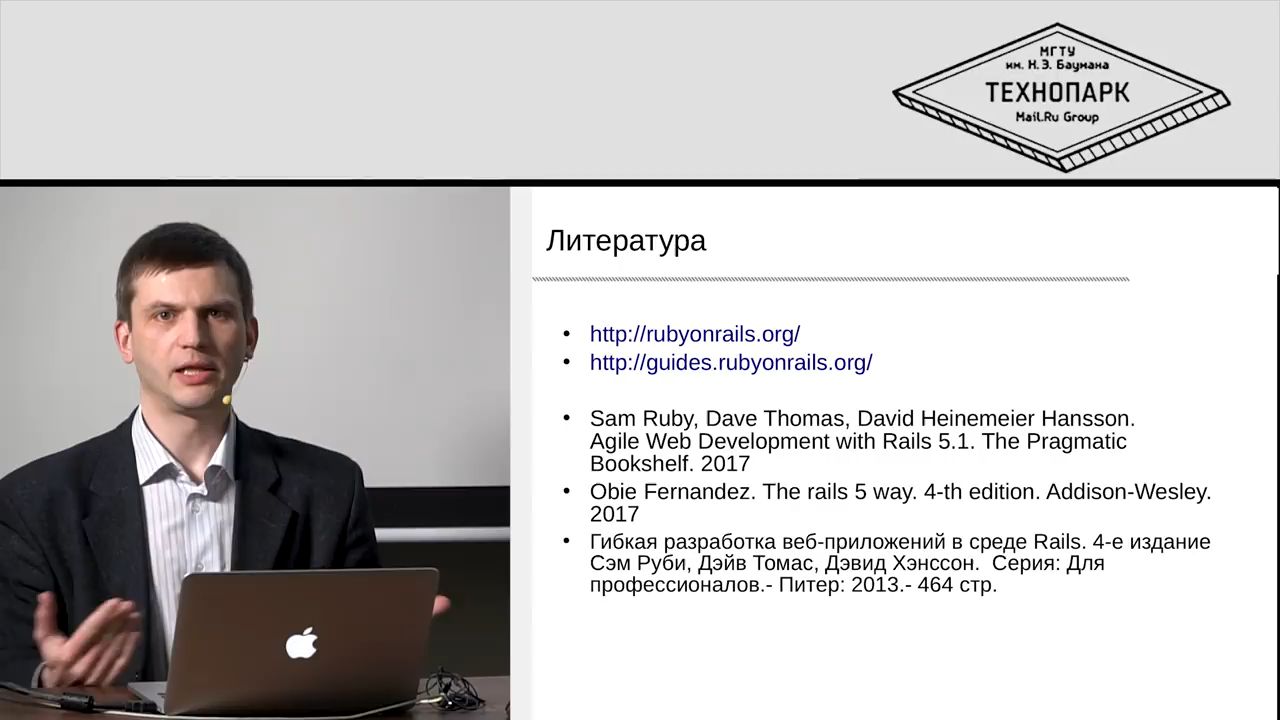 МГТУ
им. Н.Э. Баумана
ТЕХНОПАРК
Mail.Ru Group
Литература
• http://rubyonrails.org/
• http://guides.rubyonrails.org/
• Sam Ruby, Dave Thomas, David Heinemeier Hansson.
Agile Web Development with Rails 5.1. The Pragmatic
Bookshelf. 2017
• Obie Fernandez. The rails 5 way. 4-th edition. Addison-Wesley.
2017
• Гибкая разработка веб-приложений в среде Rails. 4-е издание
Сэм Руби, Дэйв Томас, Дэвид Хэнссон.  Серия: Для
профессионалов.- Питер: 2013.- 464 стр.